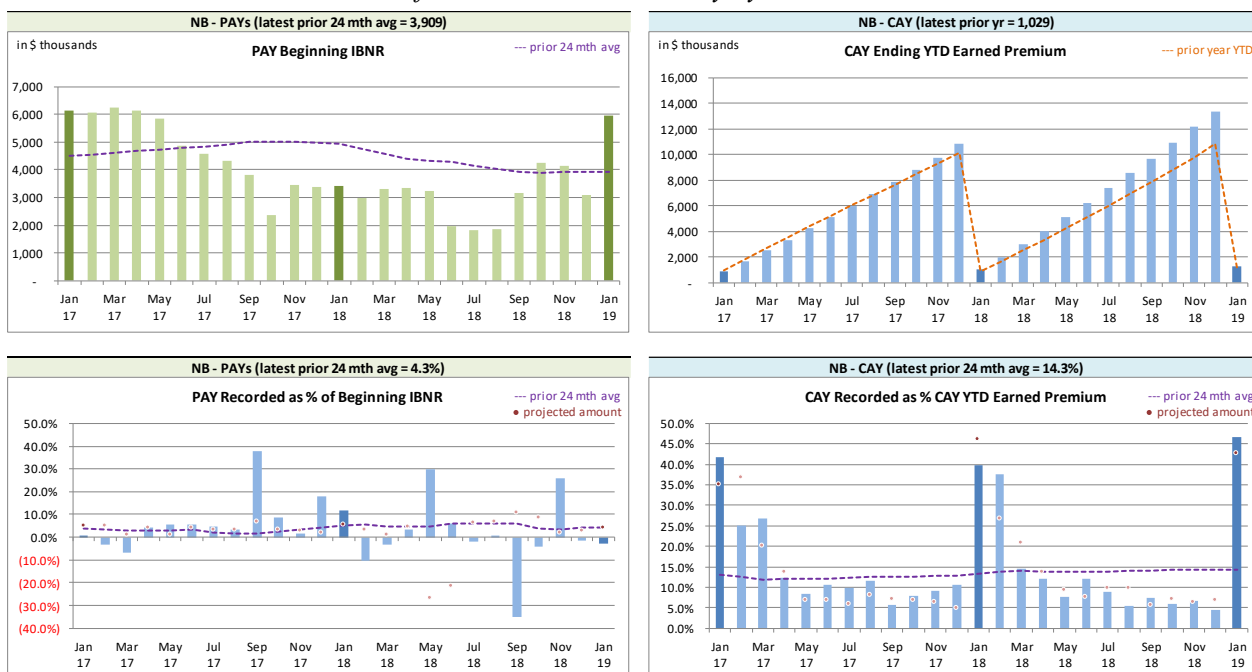 NB - PAYs (latest prior 24 mth avg = 3,909)
in $ thousands
PAY Beginning IBNR
--- prior 24 mth avg
7,000
6,000
5,000
4,000
3,000
2,000
1,000
-
Jan Mar May Jul Sep Nov Jan Mar May Jul Sep Nov Jan
17 17 17 17 17 17 18 18 18 18 18 18 19
NB - CAY (latest prior yr = 1,029)
in $ thousands
CAY Ending YTD Earned Premium
--- prior year YTD
16,000
14,000
12,000
10,000
8,000
6,000
4,000
2,000
-
Jan Mar May Jul Sep Nov Jan Mar May Jul Sep Nov Jan
17 17 17 17 17 17 18 18 18 18 18 18 19
NB - PAYs (latest prior 24 mth avg = 4.3%)
PAY Recorded as % of Beginning IBNR
--- prior 24 mth avg
• projected amount
50.0%
40.0%
30.0%
20.0%
10.0%
0.0%
(10.0%)
(20.0%)
(30.0%)
(40.0%)
Jan Mar May Jul Sep Nov Jan Mar May Jul Sep Nov Jan
17 17 17 17 17 17 18 18 18 18 18 18 19
NB - CAY (latest prior 24 mth avg = 14.3%)
CAY Recorded as % CAY YTD Earned Premium
--- prior 24 mth avg
• projected amount
50.0%
45.0%
40.0%
35.0%
30.0%
25.0%
20.0%
15.0%
10.0%
5.0%
0.0%
Jan Mar May Jul Sep Nov Jan Mar May Jul Sep Nov Jan
17 17 17 17 17 17 18 18 18 18 18 18 19